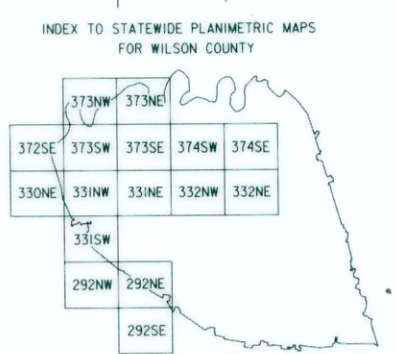 INDEX TO STATEWIDE PLANIMETRIC MAPS
FOR WILSON COUNTY
373NW 373NE
372SE 373SW 373SE 374SW 374SE
330NE 331NW 331NE 332NW 332NE
331SW
292NW 292NE
292SE